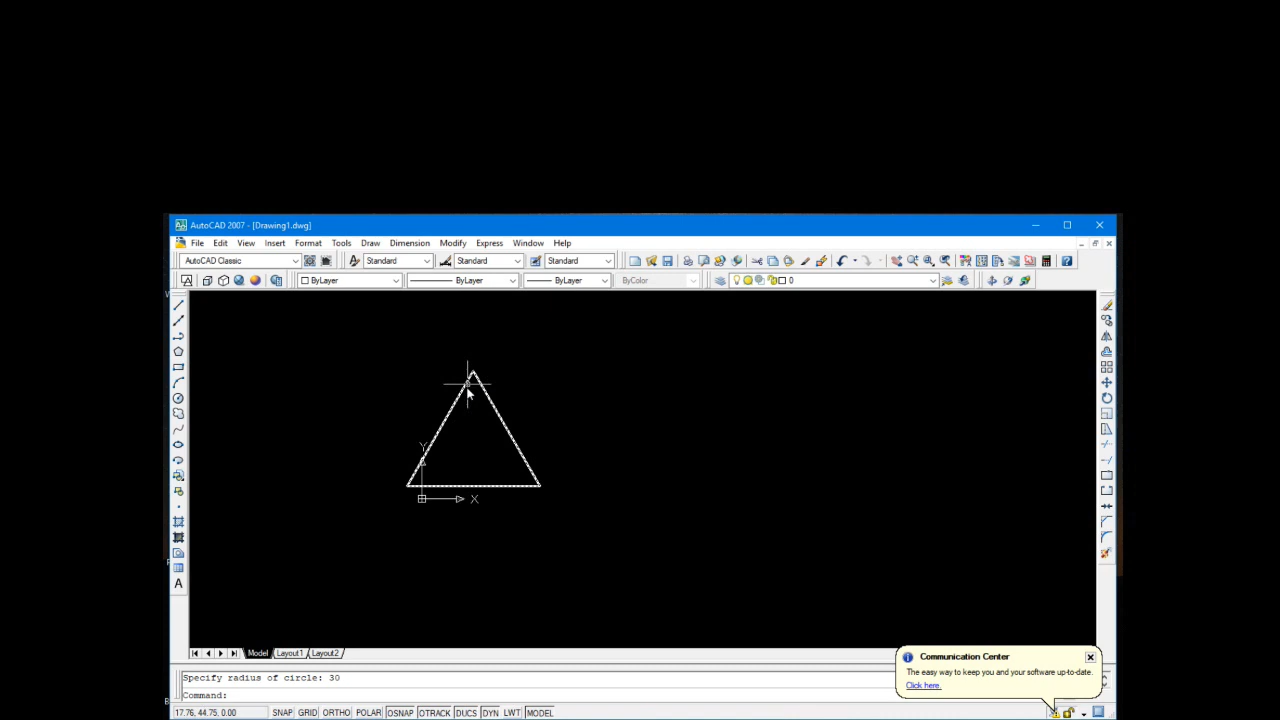 AutoCAD 2007 - [Drawing1.dwg]
File Edit View Insert Format Tools Draw Dimension Modify Express Window Help
AutoCAD Classic Standard Standard Standard
ByLayer ByLayer ByLayer ByColor 0
Y
X
A
Model Layout1 Layout2
Communication Center
The easy way to keep you and your software up-to-date.
Click here.
Specify radius of circle: 30
Command:
17.76, 44.75, 0.00 SNAP GRID ORTHO POLAR OSNAP OTRACK DUCS DYN LWT MODEL